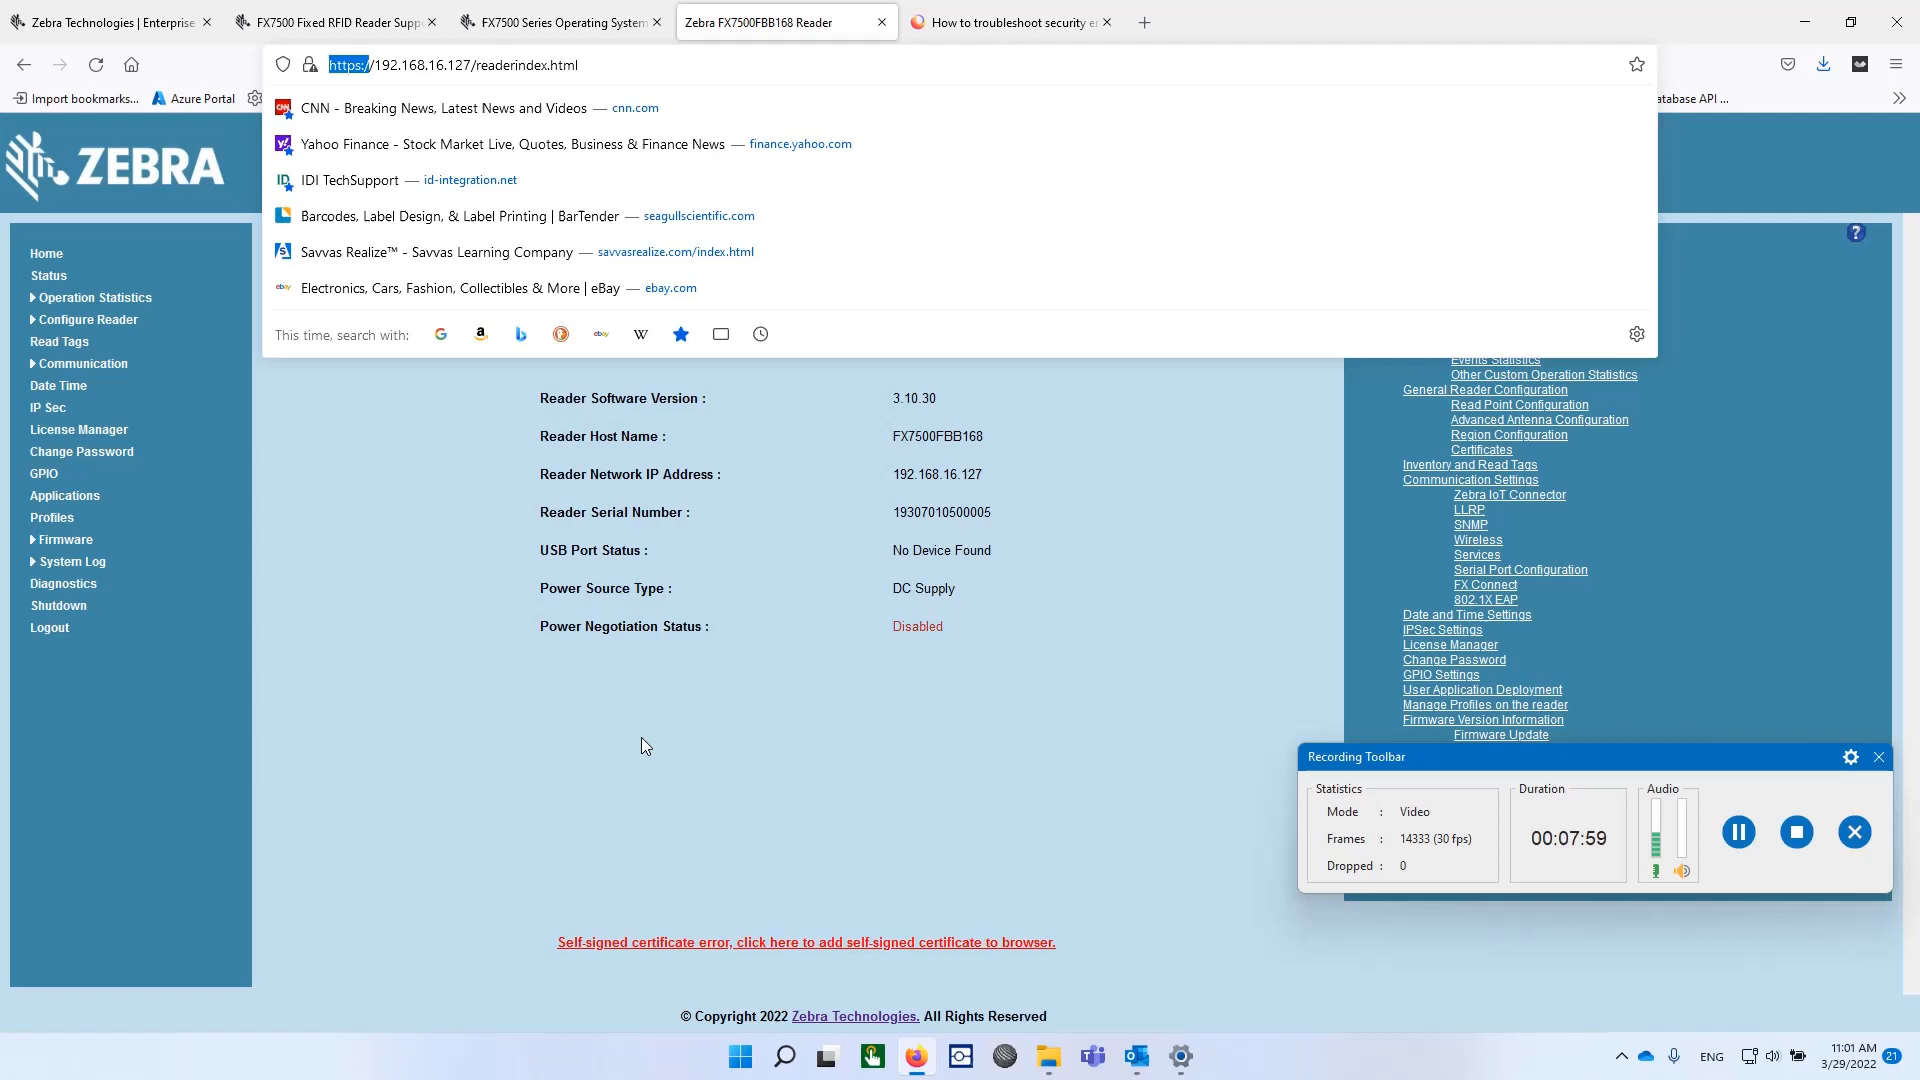 Zebra Technologies | Enterprise
FX7500 Fixed RFID Reader Supp
FX7500 Series Operating System
Zebra FX7500FBB168 Reader
How to troubleshoot security e
https://192.168.16.127/readerindex.html
Import bookmarks...
Azure Portal
atabase API ...
CNN - Breaking News, Latest News and Videos — cnn.com
Yahoo Finance - Stock Market Live, Quotes, Business & Finance News — finance.yahoo.com
IDI TechSupport — id-integration.net
Barcodes, Label Design, & Label Printing | BarTender — seagullscientific.com
Savvas Realize™ - Savvas Learning Company — savvasrealize.com/index.html
Electronics, Cars, Fashion, Collectibles & More | eBay — ebay.com
This time, search with:
ZEBRA
Home
Status
Operation Statistics
Configure Reader
Read Tags
Communication
Date Time
IP Sec
License Manager
Change Password
GPIO
Applications
Profiles
Firmware
System Log
Diagnostics
Shutdown
Logout
Reader Software Version : 3.10.30
Reader Host Name : FX7500FBB168
Reader Network IP Address : 192.168.16.127
Reader Serial Number : 19307010500005
USB Port Status : No Device Found
Power Source Type : DC Supply
Power Negotiation Status : Disabled
Self-signed certificate error, click here to add self-signed certificate to browser.
© Copyright 2022 Zebra Technologies. All Rights Reserved
Events Statistics
Other Custom Operation Statistics
General Reader Configuration
Read Point Configuration
Advanced Antenna Configuration
Region Configuration
Certificates
Inventory and Read Tags
Communication Settings
Zebra IoT Connector
LLRP
SNMP
Wireless
Services
Serial Port Configuration
FX Connect
802.1X EAP
Date and Time Settings
IPSec Settings
License Manager
Change Password
GPIO Settings
User Application Deployment
Manage Profiles on the reader
Firmware Version Information
Firmware Update
Recording Toolbar
Statistics
Mode : Video
Frames : 14333 (30 fps)
Dropped : 0
Duration
00:07:59
Audio
ENG
11:01 AM
3/29/2022
21